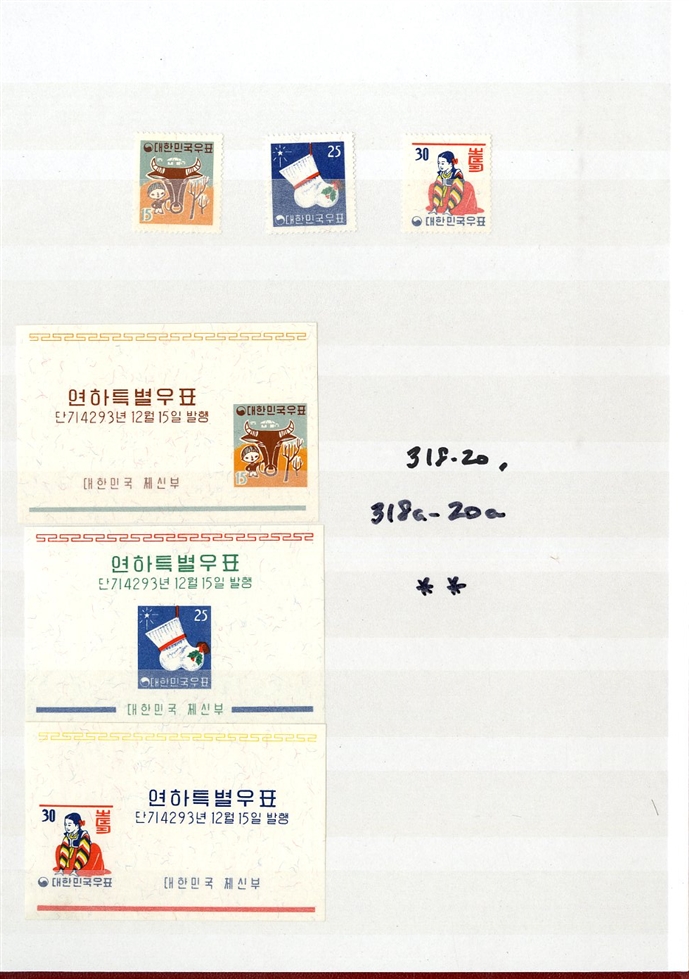 대한민국우표
15
25
대한민국우표
30
대한민국우표
연하특별우표
단기4293년 12월 15일 발행
대한민국우표
15
대한민국 체신부
318-20,
318a-20a
**
연하특별우표
단기4293년 12월 15일 발행
25
대한민국우표
대한민국 체신부
연하특별우표
단기4293년 12월 15일 발행
30
대한민국우표
대한민국 체신부